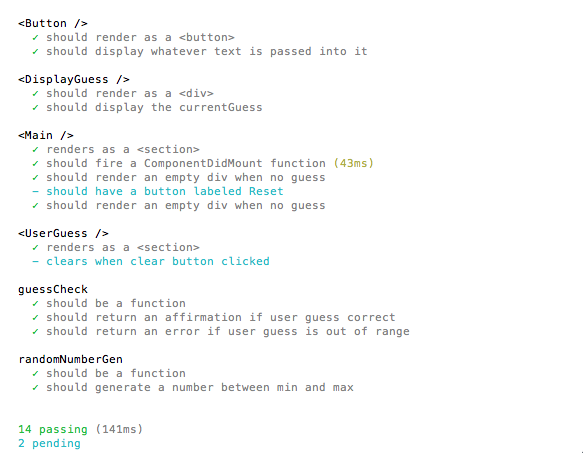 <Button />
✓ should render as a <button>
✓ should display whatever text is passed into it
<DisplayGuess />
✓ should render as a <div>
✓ should display the currentGuess
<Main />
✓ renders as a <section>
✓ should fire a ComponentDidMount function (43ms)
✓ should render an empty div when no guess
- should have a button labeled Reset
✓ should render an empty div when no guess
<UserGuess />
✓ renders as a <section>
- clears when clear button clicked
guessCheck
✓ should be a function
✓ should return an affirmation if user guess correct
✓ should return an error if user guess is out of range
randomNumberGen
✓ should be a function
✓ should generate a number between min and max
14 passing (141ms)
2 pending